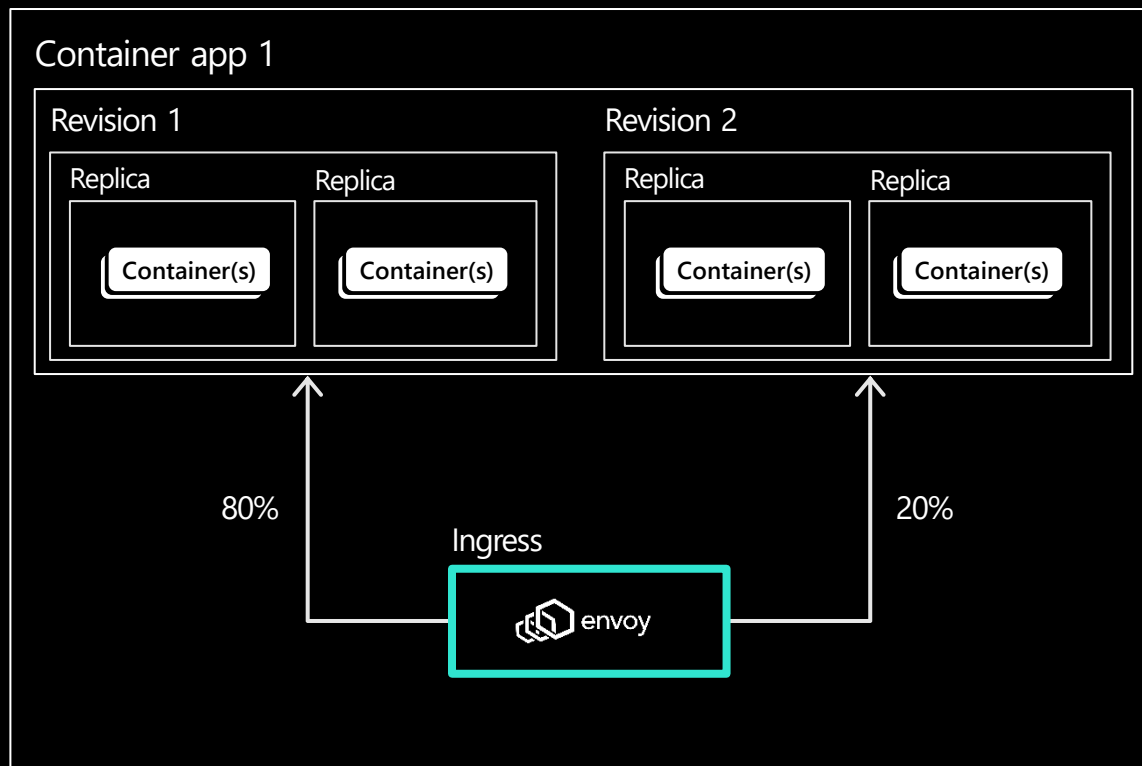 Container app 1
Revision 1
Revision 2
Replica
Replica
Replica
Replica
Container(s)
Container(s)
Container(s)
Container(s)
80%
20%
Ingress
envoy